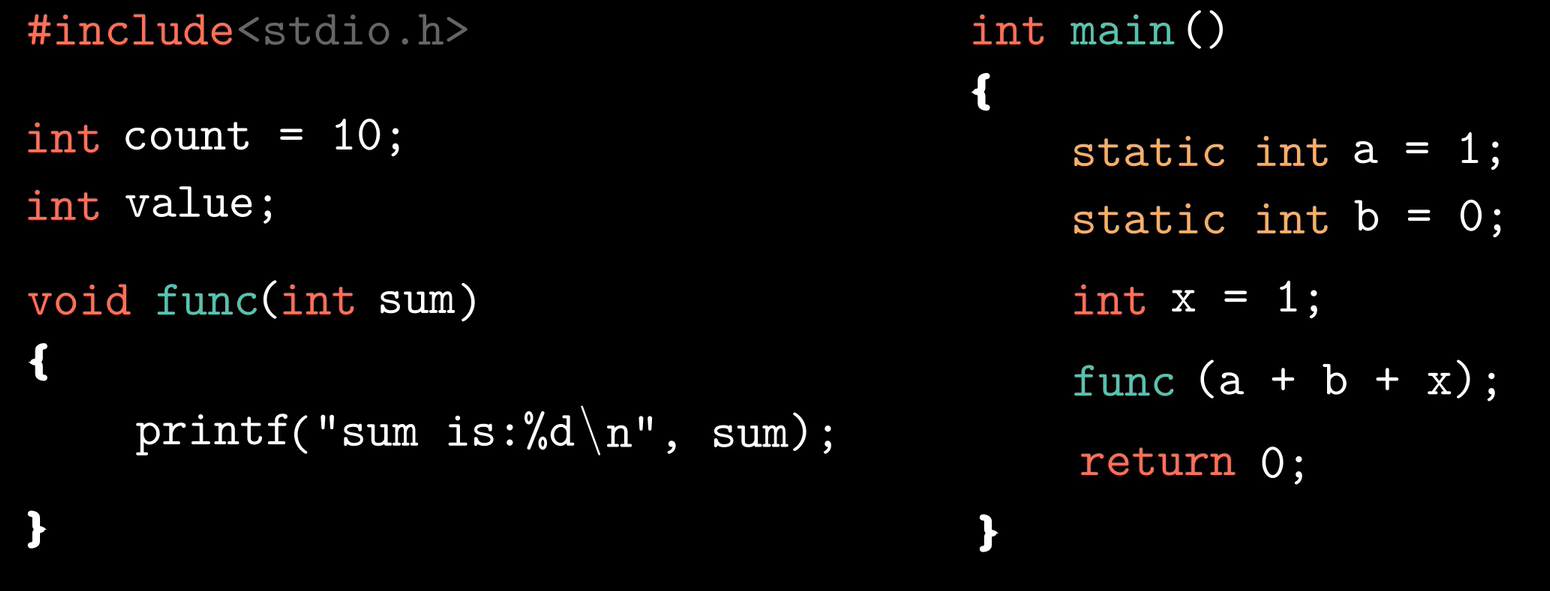 #include<stdio.h>
int count = 10;
int value;
void func(int sum)
{
printf("sum is:%d\n", sum);
}
int main()
{
static int a = 1;
static int b = 0;
int x = 1;
func (a + b + x);
return 0;
}